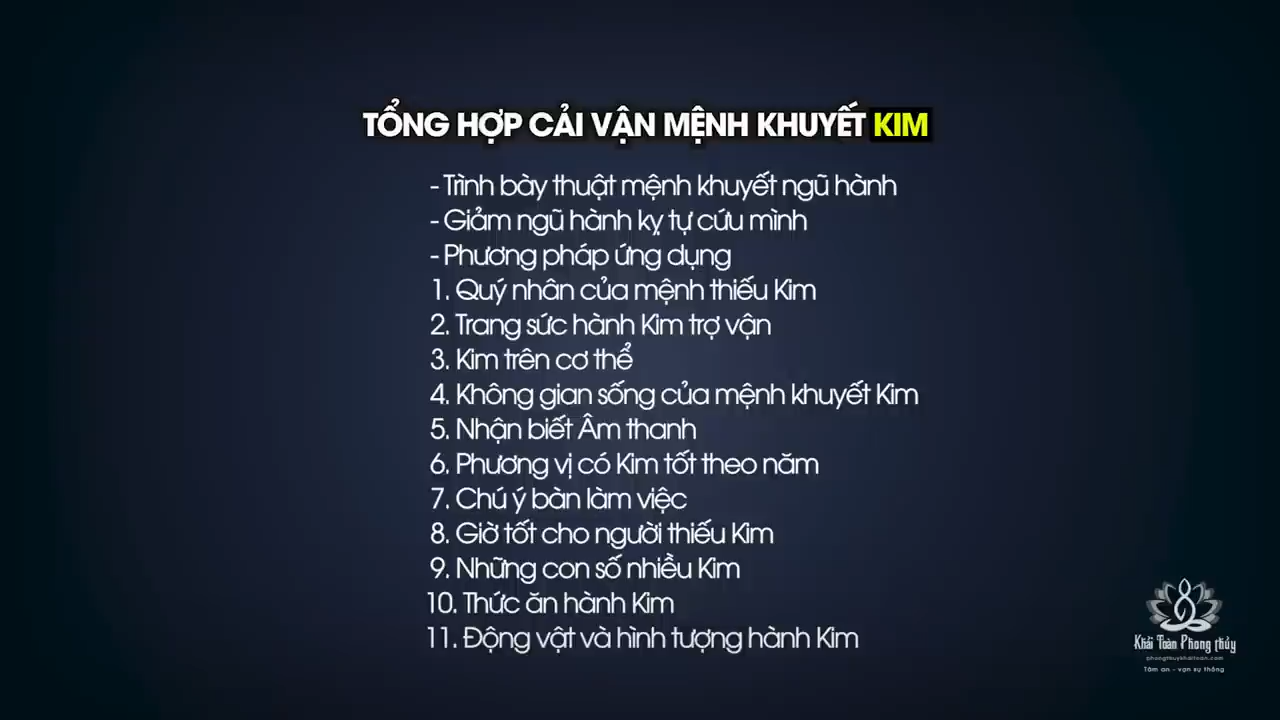 TỔNG HỢP CẢI VẬN MỆNH KHUYẾT KIM
- Trình bày thuật mệnh khuyết ngũ hành
- Giảm ngũ hành kỵ tự cứu mình
- Phương pháp ứng dụng
1. Quý nhân của mệnh thiếu Kim
2. Trang sức hành Kim trợ vận
3. Kim trên cơ thể
4. Không gian sống của mệnh khuyết Kim
5. Nhận biết Âm thanh
6. Phương vị có Kim tốt theo năm
7. Chú ý bàn làm việc
8. Giờ tốt cho người thiếu Kim
9. Những con số nhiều Kim
10. Thức ăn hành Kim
11. Động vật và hình tượng hành Kim
Khải Toàn Phong thủy
phongthuykhaitoan.com
Tâm an - vạn sự thông